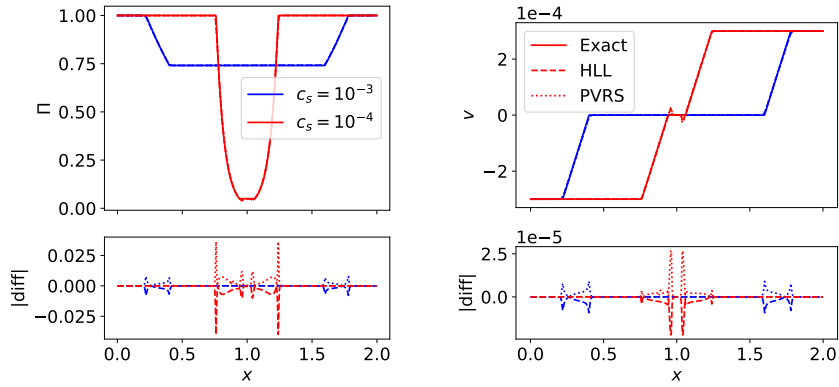 1.00
0.75
0.50
0.25
0.00
Π
c_s = 10^{-3}
c_s = 10^{-4}
0.025
0.000
−0.025
|diff|
0.0 0.5 1.0 1.5 2.0
x
1e−4
2
0
−2
v
Exact
HLL
PVRS
1e−5
2.5
0.0
|diff|
0.0 0.5 1.0 1.5 2.0
x